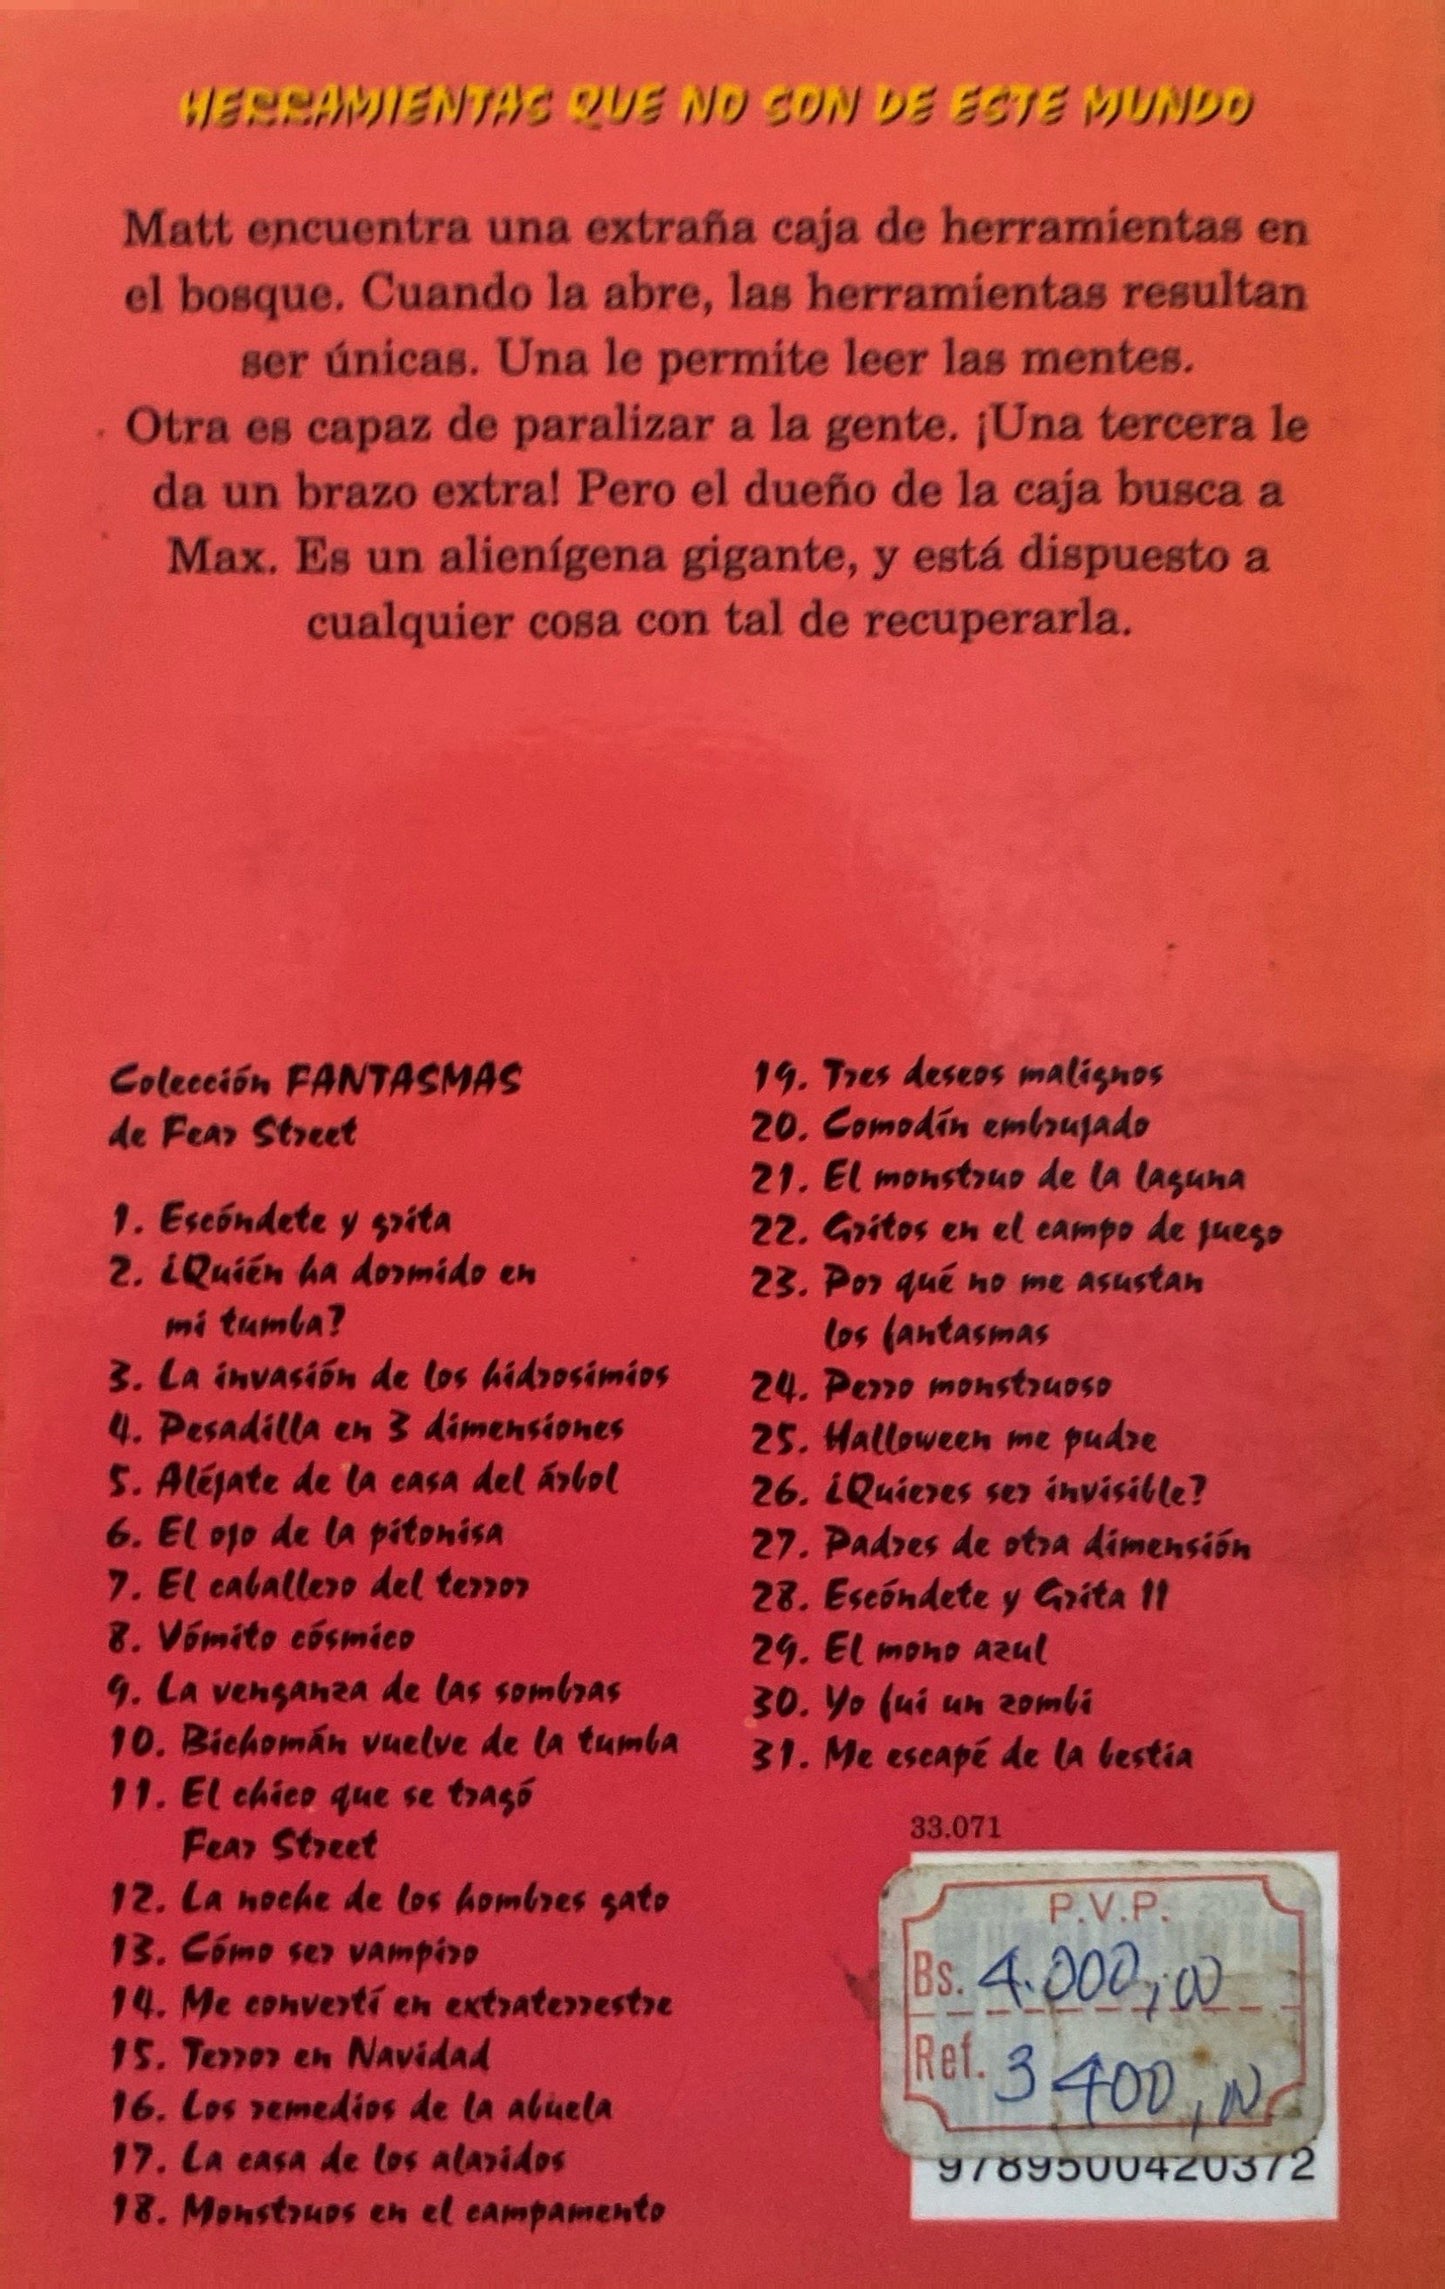 HERRAMIENTAS QUE NO SON DE ESTE MUNDO
Matt encuentra una extraña caja de herramientas en
el bosque. Cuando la abre, las herramientas resultan
ser únicas. Una le permite leer las mentes.
Otra es capaz de paralizar a la gente. ¡Una tercera le
da un brazo extra! Pero el dueño de la caja busca a
Max. Es un alienígena gigante, y está dispuesto a
cualquier cosa con tal de recuperarla.
Colección FANTASMAS
de Fear Street
1. Escóndete y grita
2. ¿Quién ha dormido en
mi tumba?
3. La invasión de los hidrosimios
4. Pesadilla en 3 dimensiones
5. Aléjate de la casa del árbol
6. El ojo de la pitonisa
7. El caballero del terror
8. Vómito cósmico
9. La venganza de las sombras
10. Bichomán vuelve de la tumba
11. El chico que se tragó
Fear Street
12. La noche de los hombres gato
13. Cómo ser vampiro
14. Me convertí en extraterrestre
15. Terror en Navidad
16. Los remedios de la abuela
17. La casa de los alaridos
18. Monstruos en el campamento
19. Tres deseos malignos
20. Comodín embrujado
21. El monstruo de la laguna
22. Gritos en el campo de juego
23. Por qué no me asustan
los fantasmas
24. Perro monstruoso
25. Halloween me pudre
26. ¿Quieres ser invisible?
27. Padres de otra dimensión
28. Escóndete y Grita II
29. El mono azul
30. Yo fui un zombi
31. Me escapé de la bestia
33.071
P.V.P.
Bs. 4.000,00
Ref. 3400,00
9789500420372